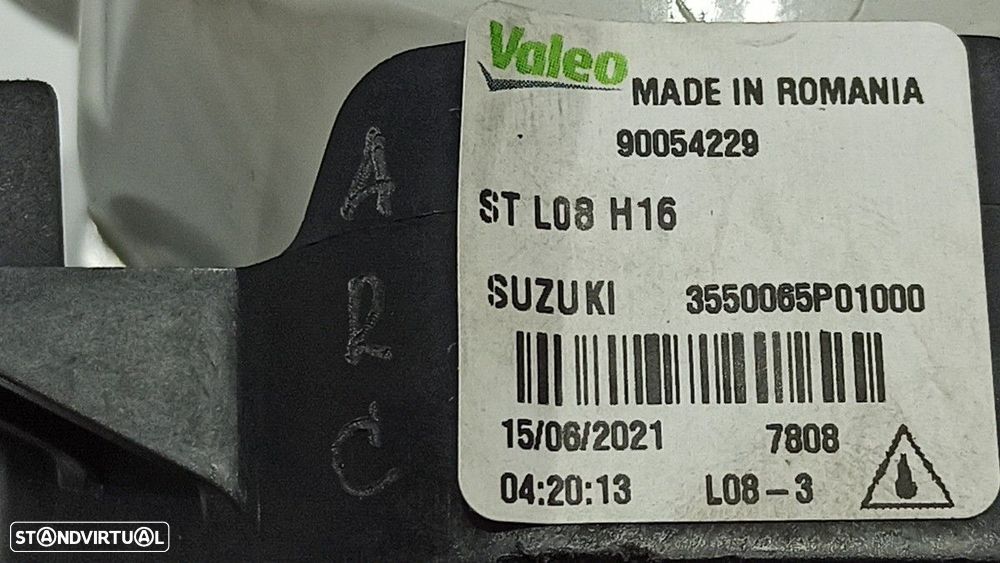 Valeo
MADE IN ROMANIA
90054229
ST L08 H16
SUZUKI 3550065P01000
15/06/2021 7808
04:20:13 L08-3
A
R
C
STANDVIRTUAL